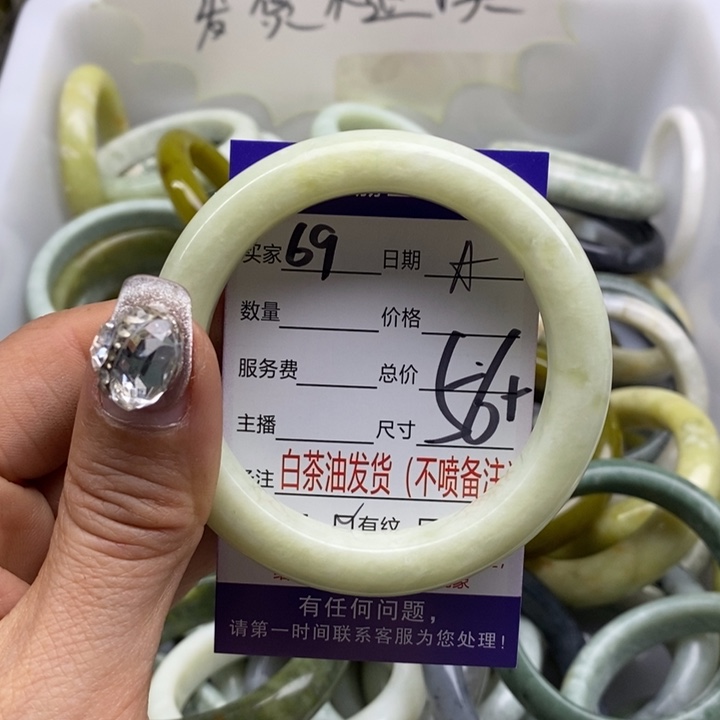 买家 69 日期 A
数量 价格
服务费 总价
主播 尺寸 56+
备注 白茶油发货(不喷备注)
有纹
有任何问题,
请第一时间联系客服为您处理!